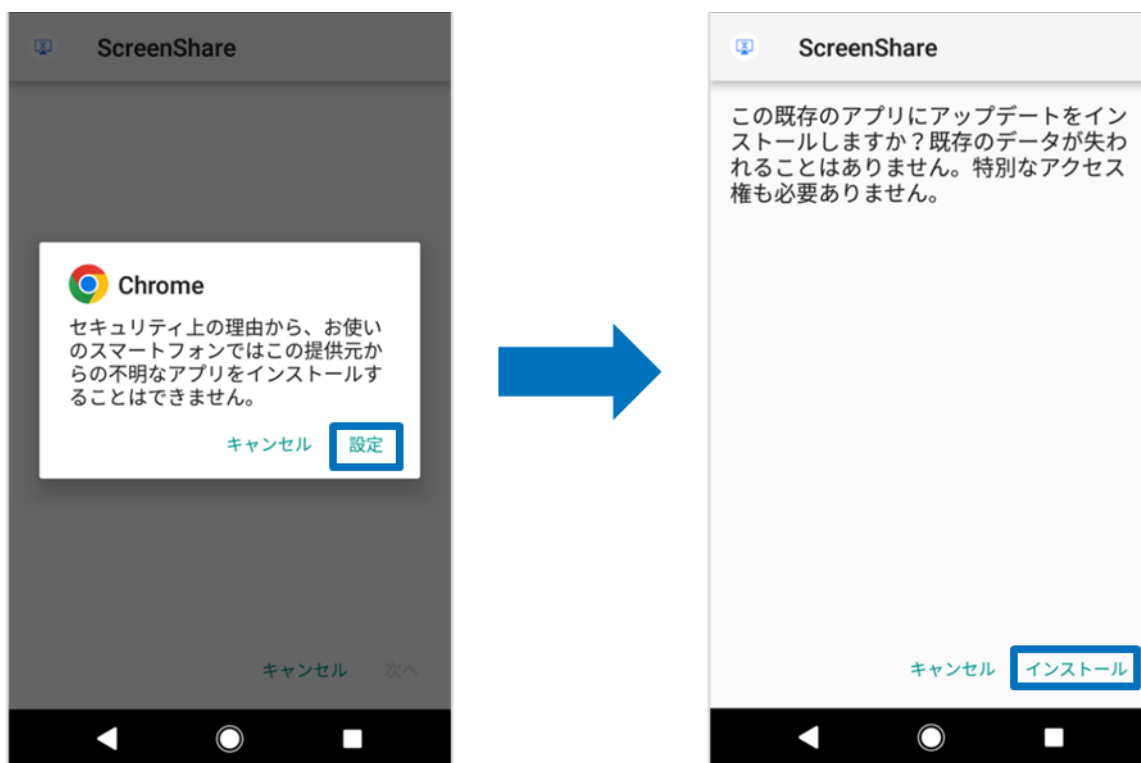 ScreenShare
Chrome
セキュリティ上の理由から、お使い
のスマートフォンではこの提供元か
らの不明なアプリをインストールす
ることはできません。
キャンセル 設定
キャンセル 次へ
ScreenShare
この既存のアプリにアップデートをイン
ストールしますか？既存のデータが失わ
れることはありません。特別なアクセス
権も必要ありません。
キャンセル インストール